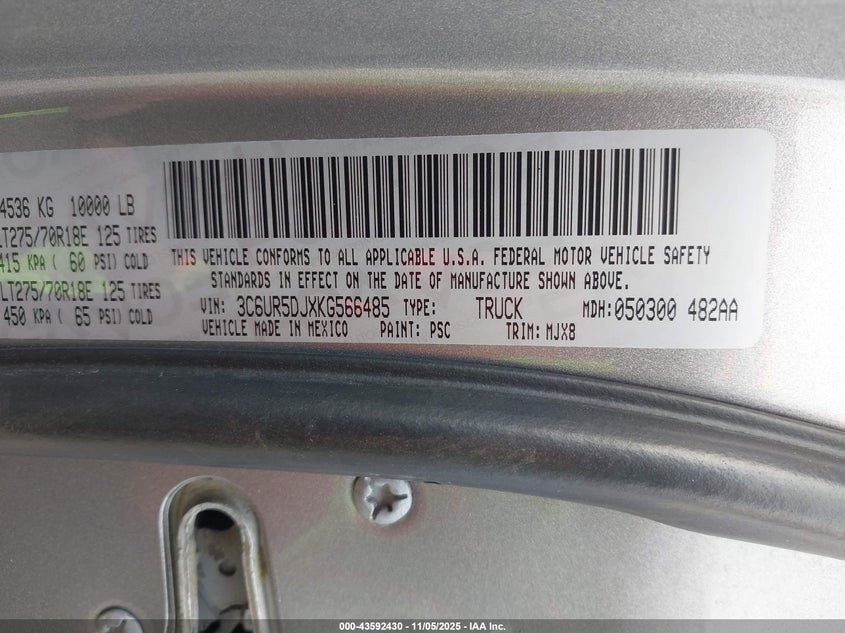 4536 KG 10000 LB
LT275/70R18E 125 TIRES
415 KPA ( 60 PSI) COLD
LT275/70R18E 125 TIRES
450 KPA ( 65 PSI) COLD
THIS VEHICLE CONFORMS TO ALL APPLICABLE U.S.A. FEDERAL MOTOR VEHICLE SAFETY
STANDARDS IN EFFECT ON THE DATE OF MANUFACTURE SHOWN ABOVE.
VIN: 3C6UR5DJXKG566485 TYPE: TRUCK MDH: 050300 482AA
VEHICLE MADE IN MEXICO PAINT: PSC TRIM: MJX8
000-43592430 - 11/05/2025 - IAA Inc.